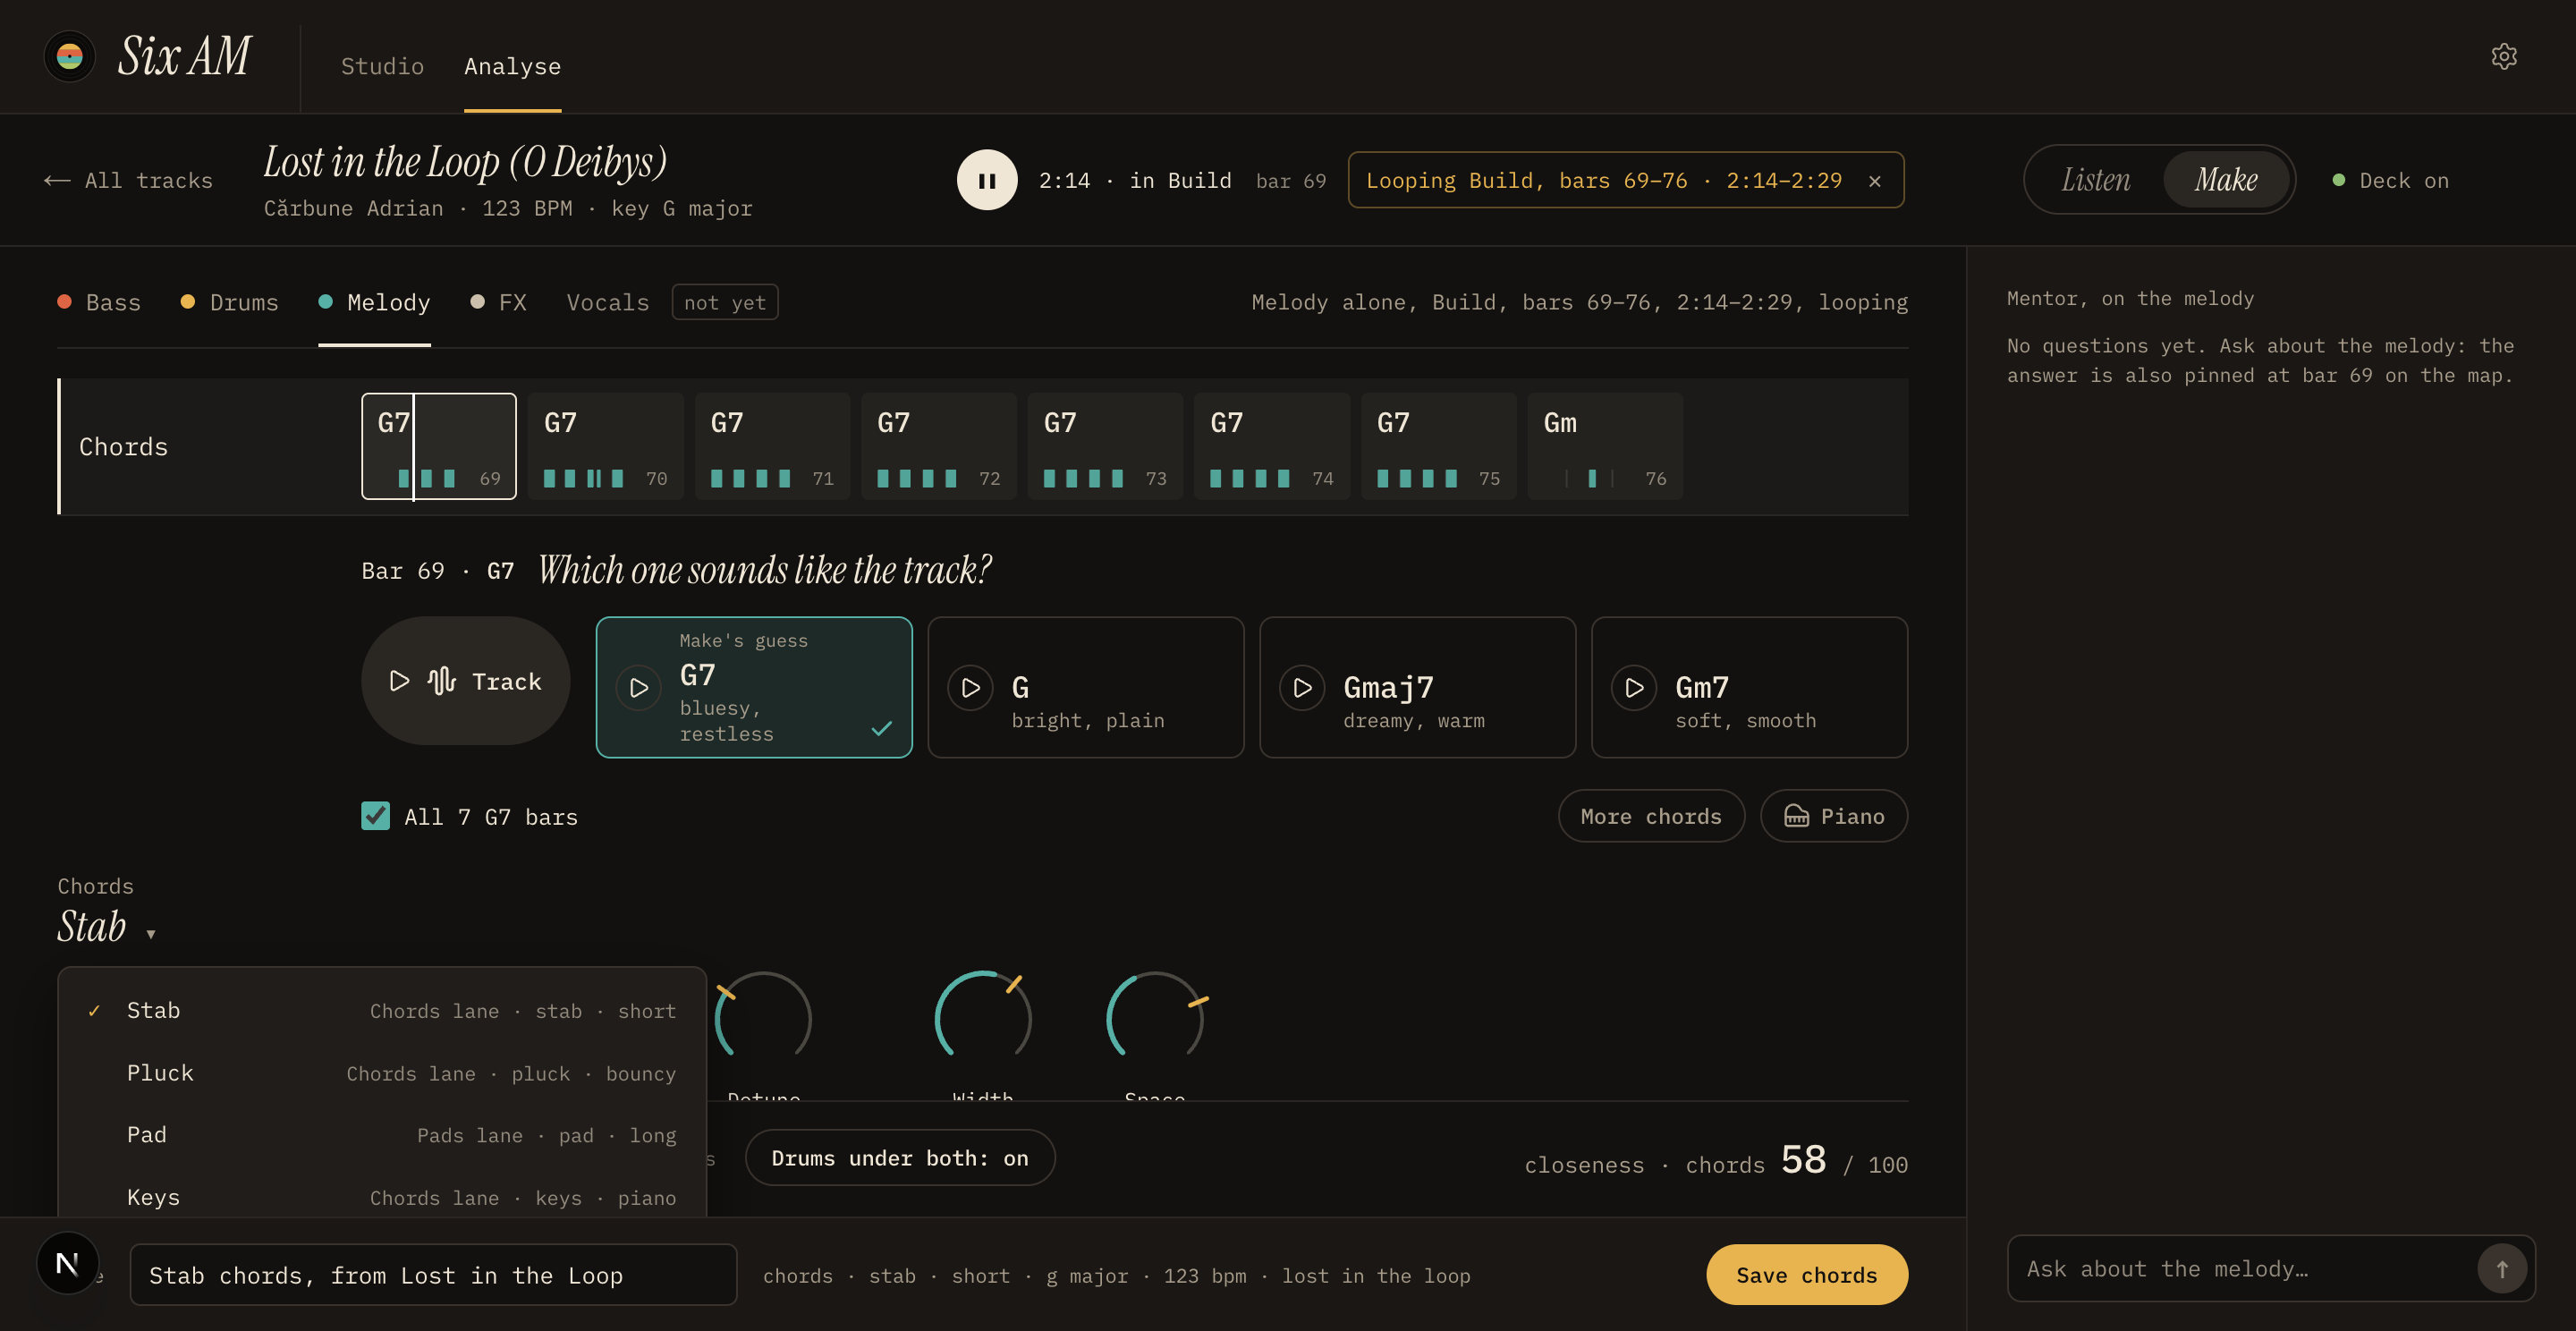 Six AM
Studio
Analyse
← All tracks
Lost in the Loop (O Deibys)
Cărbune Adrian · 123 BPM · key G major
2:14 · in Build
bar 69
Looping Build, bars 69–76 · 2:14–2:29 ×
Listen
Make
Deck on
Bass
Drums
Melody
FX
Vocals
not yet
Melody alone, Build, bars 69–76, 2:14–2:29, looping
Chords
G7
69
G7
70
G7
71
G7
72
G7
73
G7
74
G7
75
Gm
76
Bar 69 · G7
Which one sounds like the track?
Track
Make's guess
G7
bluesy,
restless
G
bright, plain
Gmaj7
dreamy, warm
Gm7
soft, smooth
All 7 G7 bars
More chords
Piano
Chords
Stab ▾
✓ Stab
Chords lane · stab · short
Pluck
Chords lane · pluck · bouncy
Pad
Pads lane · pad · long
Keys
Chords lane · keys · piano
Detune
Width
Space
Drums under both: on
closeness · chords 58 / 100
N
Stab chords, from Lost in the Loop
chords · stab · short · g major · 123 bpm · lost in the loop
Save chords
Mentor, on the melody
No questions yet. Ask about the melody: the
answer is also pinned at bar 69 on the map.
Ask about the melody…
↑